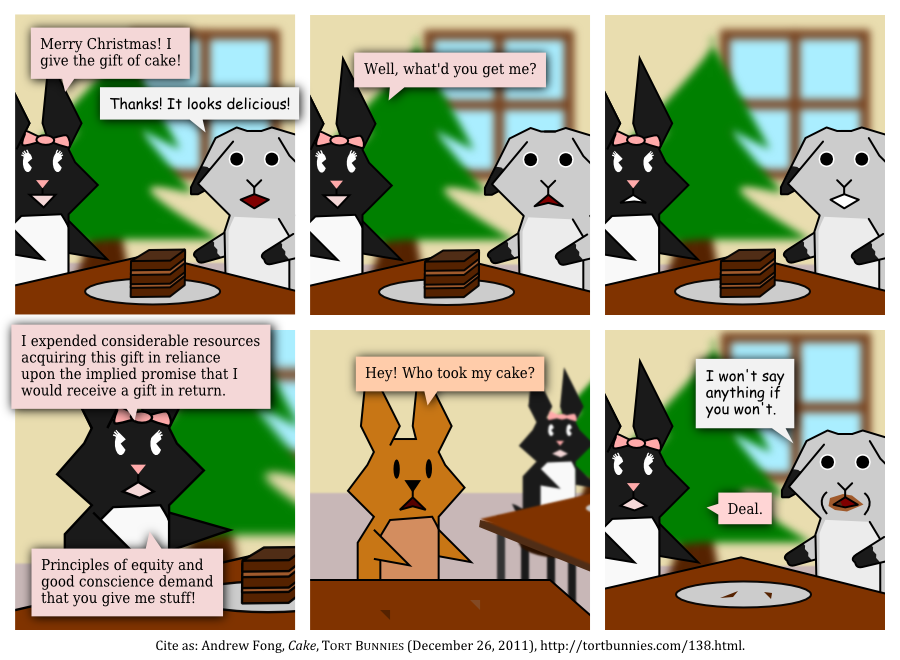 Merry Christmas! I
give the gift of cake!
Thanks! It looks delicious!
Well, what'd you get me?
I expended considerable resources
acquiring this gift in reliance
upon the implied promise that I
would receive a gift in return.
Principles of equity and
good conscience demand
that you give me stuff!
Hey! Who took my cake?
I won't say
anything if
you won't.
Deal.
Cite as: Andrew Fong, Cake, TORT BUNNIES (December 26, 2011), http://tortbunnies.com/138.html.